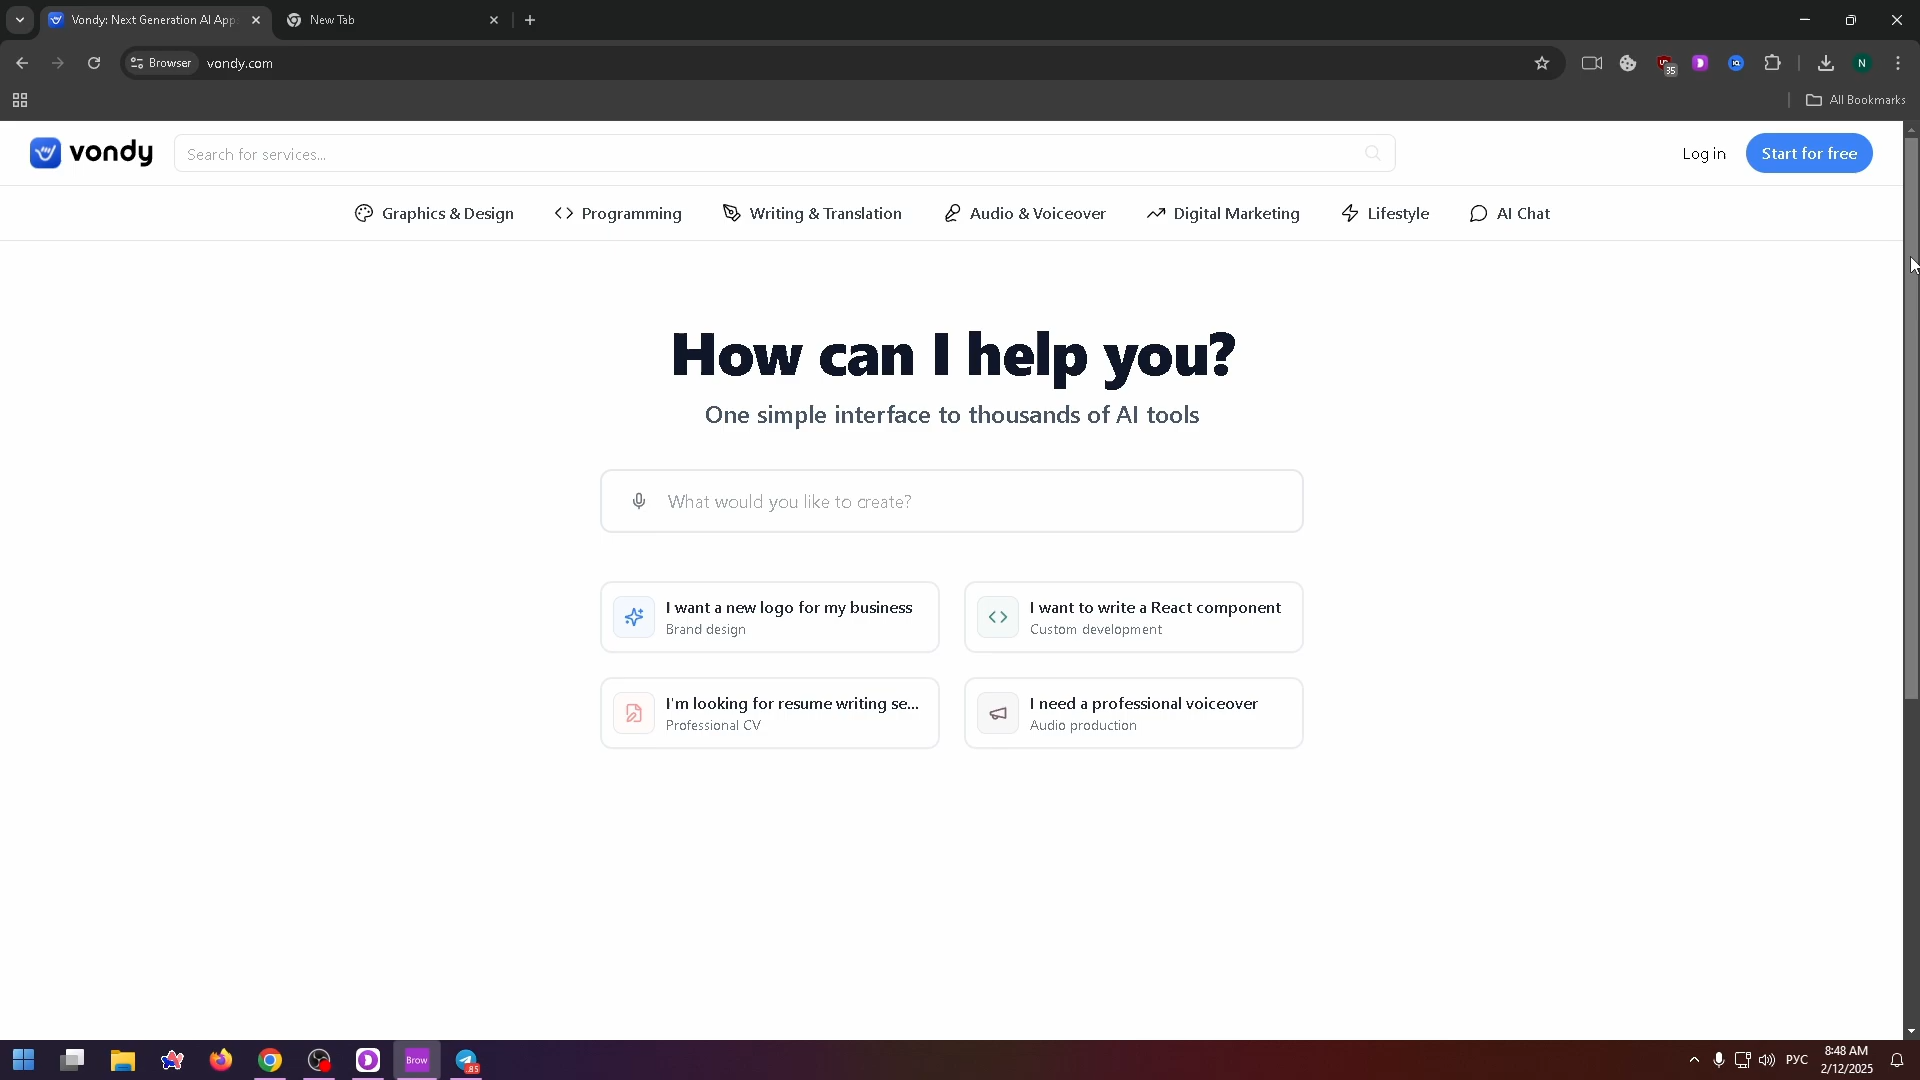 Vondy: Next Generation AI App
New Tab
Browser
vondy.com
35
N
All Bookmarks
vondy
Search for services...
Log in
Start for free
Graphics & Design
Programming
Writing & Translation
Audio & Voiceover
Digital Marketing
Lifestyle
AI Chat
How can I help you?
One simple interface to thousands of AI tools
What would you like to create?
I want a new logo for my business
Brand design
I want to write a React component
Custom development
I'm looking for resume writing se...
Professional CV
I need a professional voiceover
Audio production
Brow
85
РУС
8:48 AM
2/12/2025